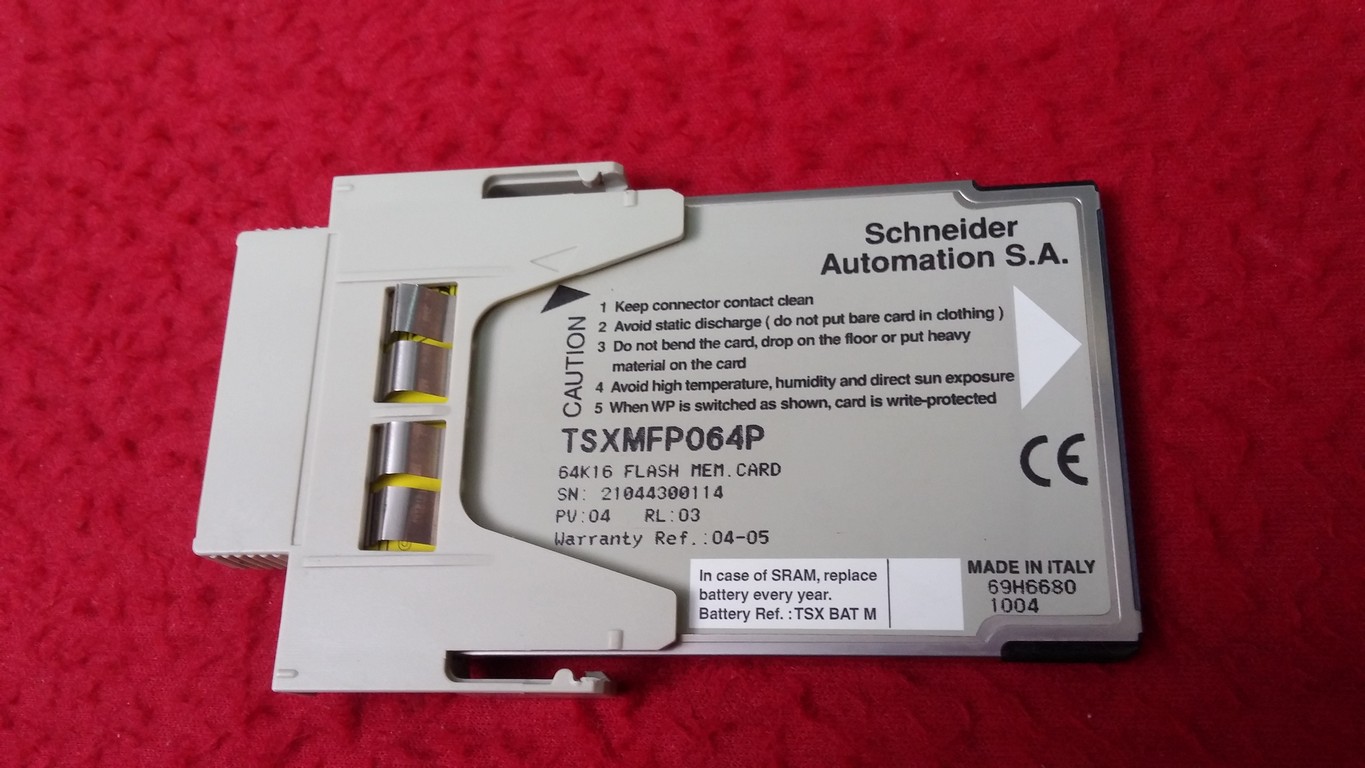 Schneider
Automation S.A.
CAUTION
1 Keep connector contact clean
2 Avoid static discharge ( do not put bare card in clothing )
3 Do not bend the card, drop on the floor or put heavy
material on the card
4 Avoid high temperature, humidity and direct sun exposure
5 When WP is switched as shown, card is write-protected
TSXMFP064P
64K16 FLASH MEM.CARD
SN: 21044300114
PV:04 RL:03
Warranty Ref.:04-05
CE
In case of SRAM, replace
battery every year.
Battery Ref. : TSX BAT M
MADE IN ITALY
69H6680
1004